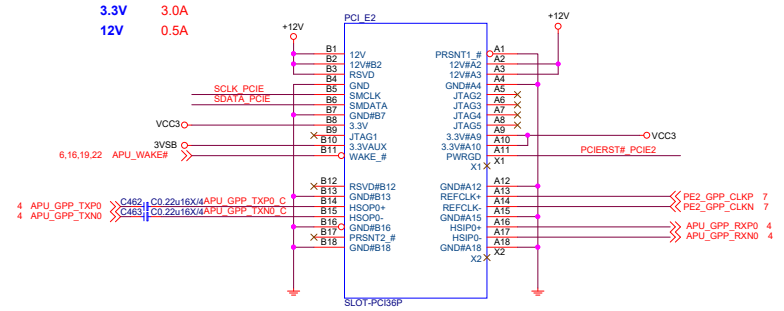 3.3V 3.0A
12V 0.5A
+12V
PCI_E2
+12V
B1 12V PRSNT1_# A1
B2 12V#B2 12V#A2 A2
B3 RSVD 12V#A3 A3
B4 GND GND#A4 A4
SCLK_PCIE B5 SMCLK JTAG2 A5
SDATA_PCIE B6 SMDATA JTAG3 A6
B7 GND#B7 JTAG4 A7
VCC3 B8 3.3V JTAG5 A8
B9 JTAG1 3.3V#A9 A9 VCC3
3VSB B10 3.3VAUX 3.3V#A10 A10
6,16,19,22 APU_WAKE# B11 WAKE_# PWRGD A11 PCIERST#_PCIE2
X1 X1
B12 RSVD#B12 GND#A12 A12
B13 GND#B13 REFCLK+ A13 PE2_GPP_CLKP 7
4 APU_GPP_TXP0 C462 C0.22u16X/4 APU_GPP_TXP0_C B14 HSOP0+ REFCLK- A14 PE2_GPP_CLKN 7
4 APU_GPP_TXN0 C463 C0.22u16X/4 APU_GPP_TXN0_C B15 HSOP0- GND#A15 A15
B16 GND#B16 HSIP0+ A16 APU_GPP_RXP0 4
B17 PRSNT2_# HSIP0- A17 APU_GPP_RXN0 4
B18 GND#B18 GND#A18 A18
X2 X2
SLOT-PCI36P